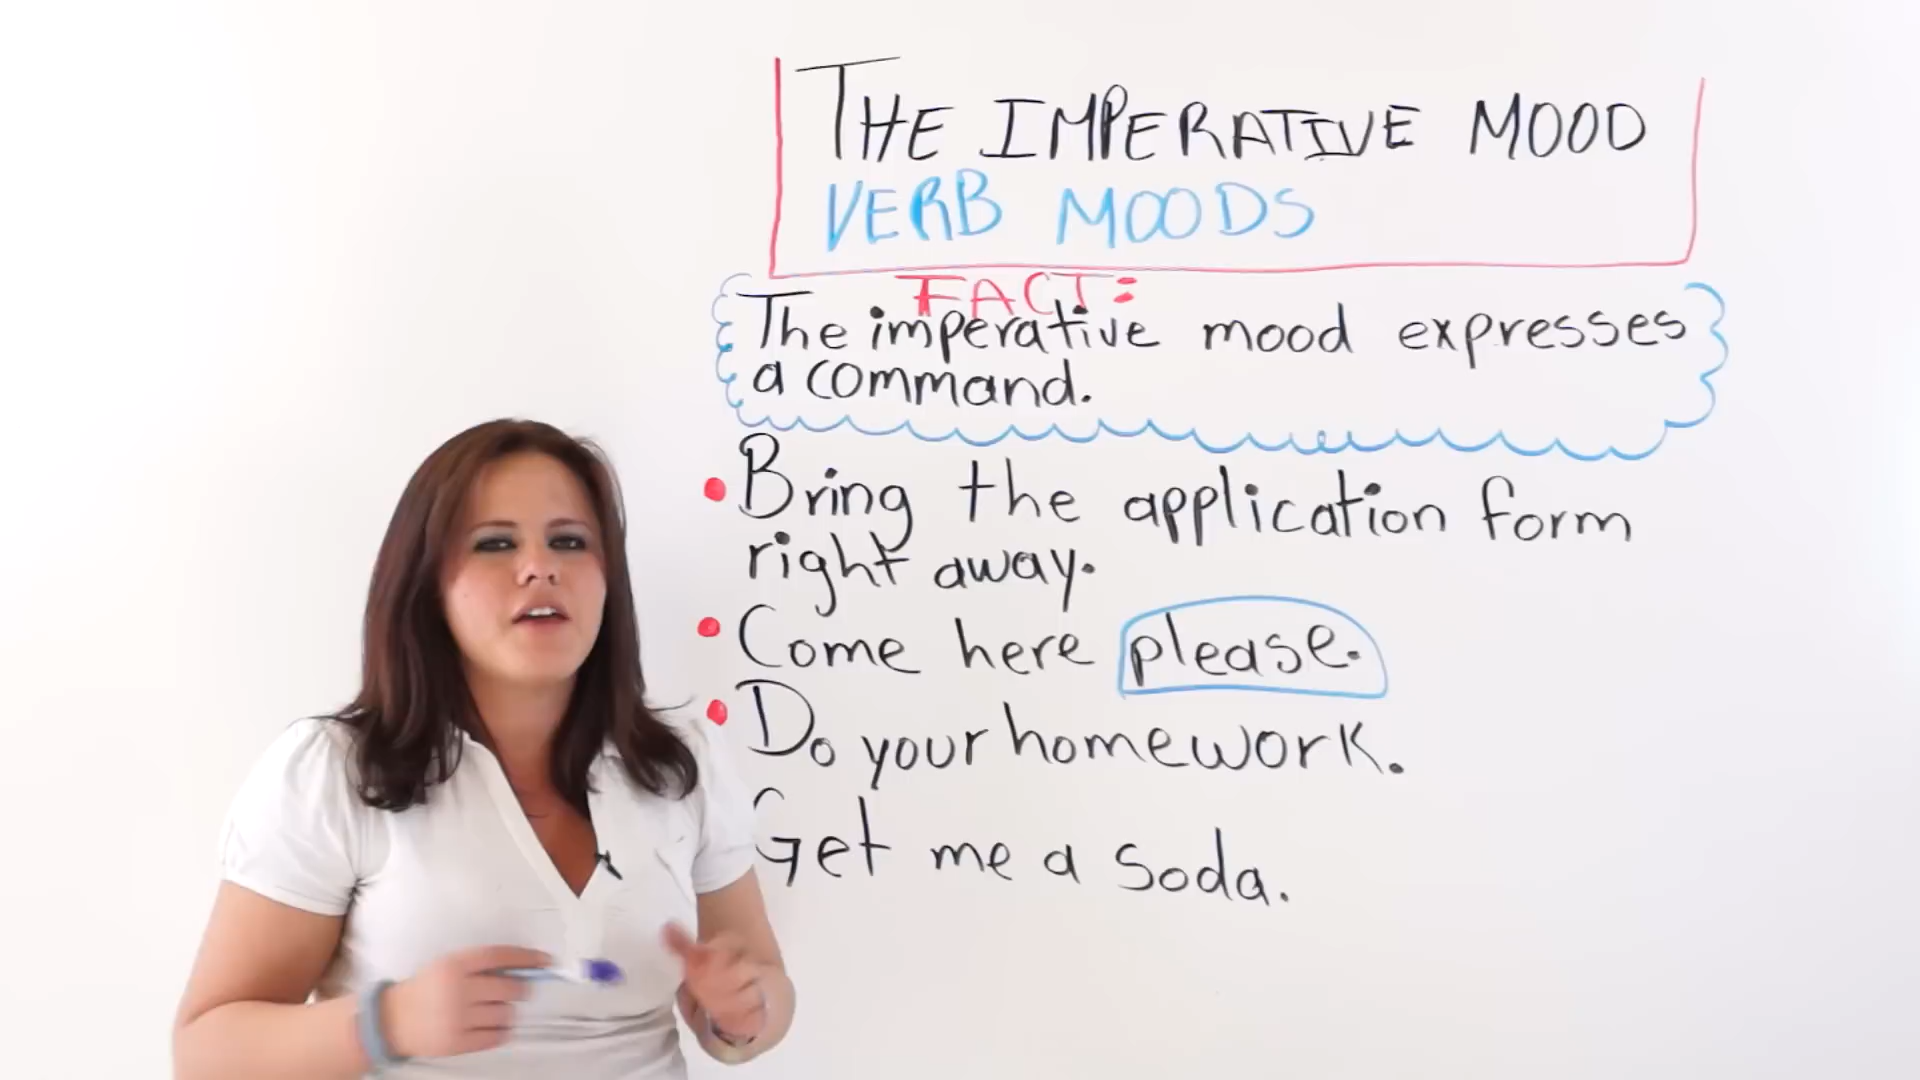 THE IMPERATIVE MOOD
VERB MOODS
FACT:
The imperative mood expresses
a command.
• Bring the application form
right away.
• Come here please.
• Do your homework.
Get me a soda.